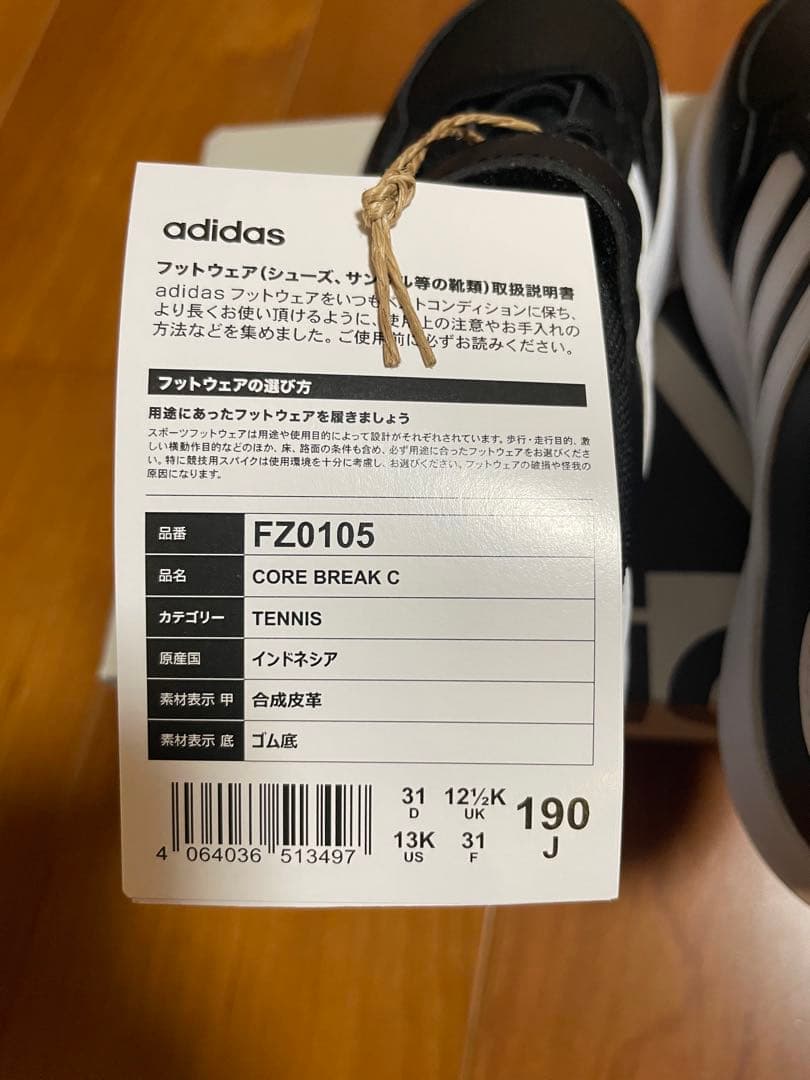 adidas
フットウェア(シューズ、サンダル等の靴類)取扱説明書
adidas フットウェアをいつもベストコンディションに保ち、
より長くお使い頂けるように、使用上の注意やお手入れの
方法などを集めました。ご使用前に必ずお読みください。
フットウェアの選び方
用途にあったフットウェアを履きましょう
スポーツフットウェアは用途や使用目的によって設計がそれぞれされています。歩行・走行目的、激
しい横動作目的などのほか、床、路面の条件も含め、必ず用途に合ったフットウェアをお選びくださ
い。特に競技用スパイクは使用環境を十分に考慮し、お選びください。フットウェアの破損や怪我の
原因になります。
品番 FZ0105
品名 CORE BREAK C
カテゴリー TENNIS
原産国 インドネシア
素材表示 甲 合成皮革
素材表示 底 ゴム底
31 12½K 190
D UK J
13K 31
US F
4 064036 513497